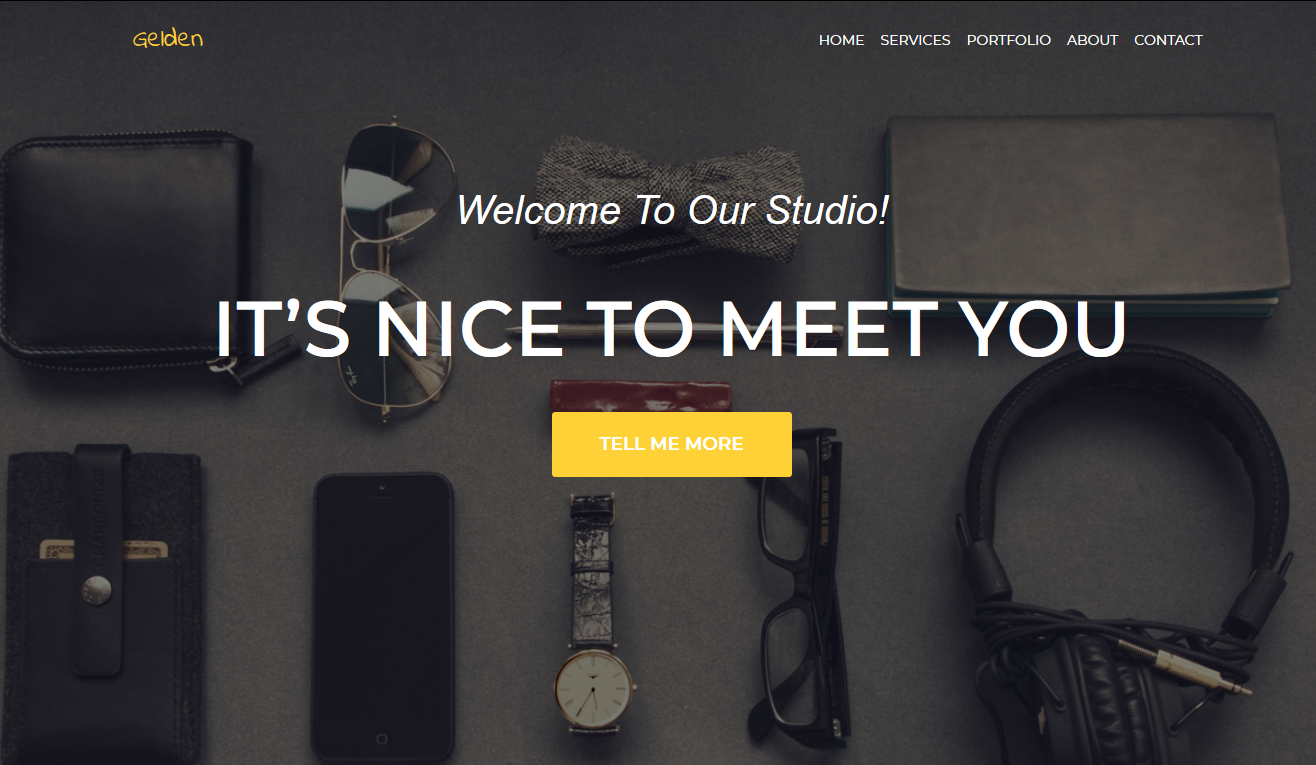 Gelden
HOME SERVICES PORTFOLIO ABOUT CONTACT
Welcome To Our Studio!
IT’S NICE TO MEET YOU
TELL ME MORE